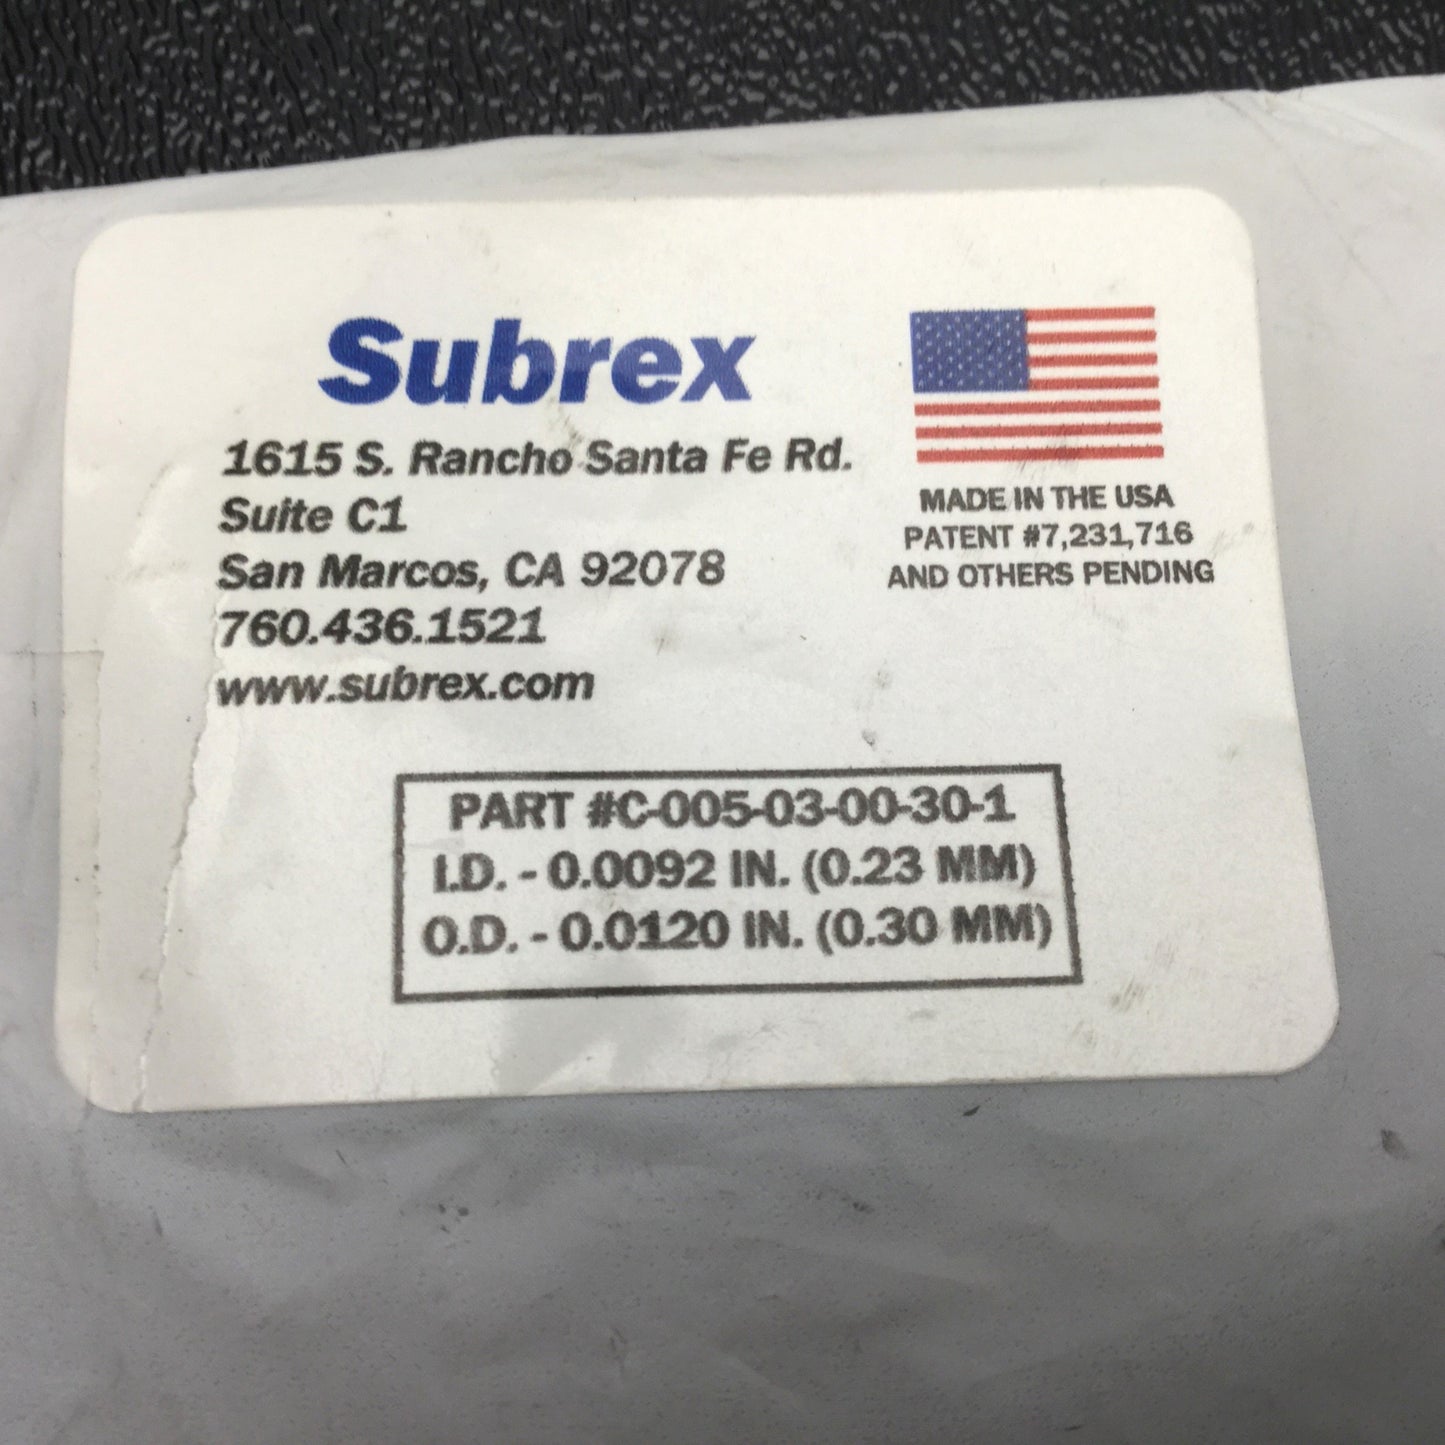 Subrex
1615 S. Rancho Santa Fe Rd.
Suite C1
San Marcos, CA 92078
760.436.1521
www.subrex.com
MADE IN THE USA
PATENT #7,231,716
AND OTHERS PENDING
PART #C-005-03-00-30-1
I.D. - 0.0092 IN. (0.23 MM)
O.D. - 0.0120 IN. (0.30 MM)